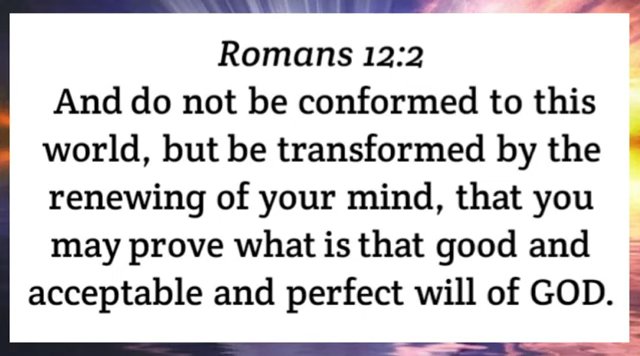 Romans 12:2
And do not be conformed to this
world, but be transformed by the
renewing of your mind, that you
may prove what is that good and
acceptable and perfect will of GOD.